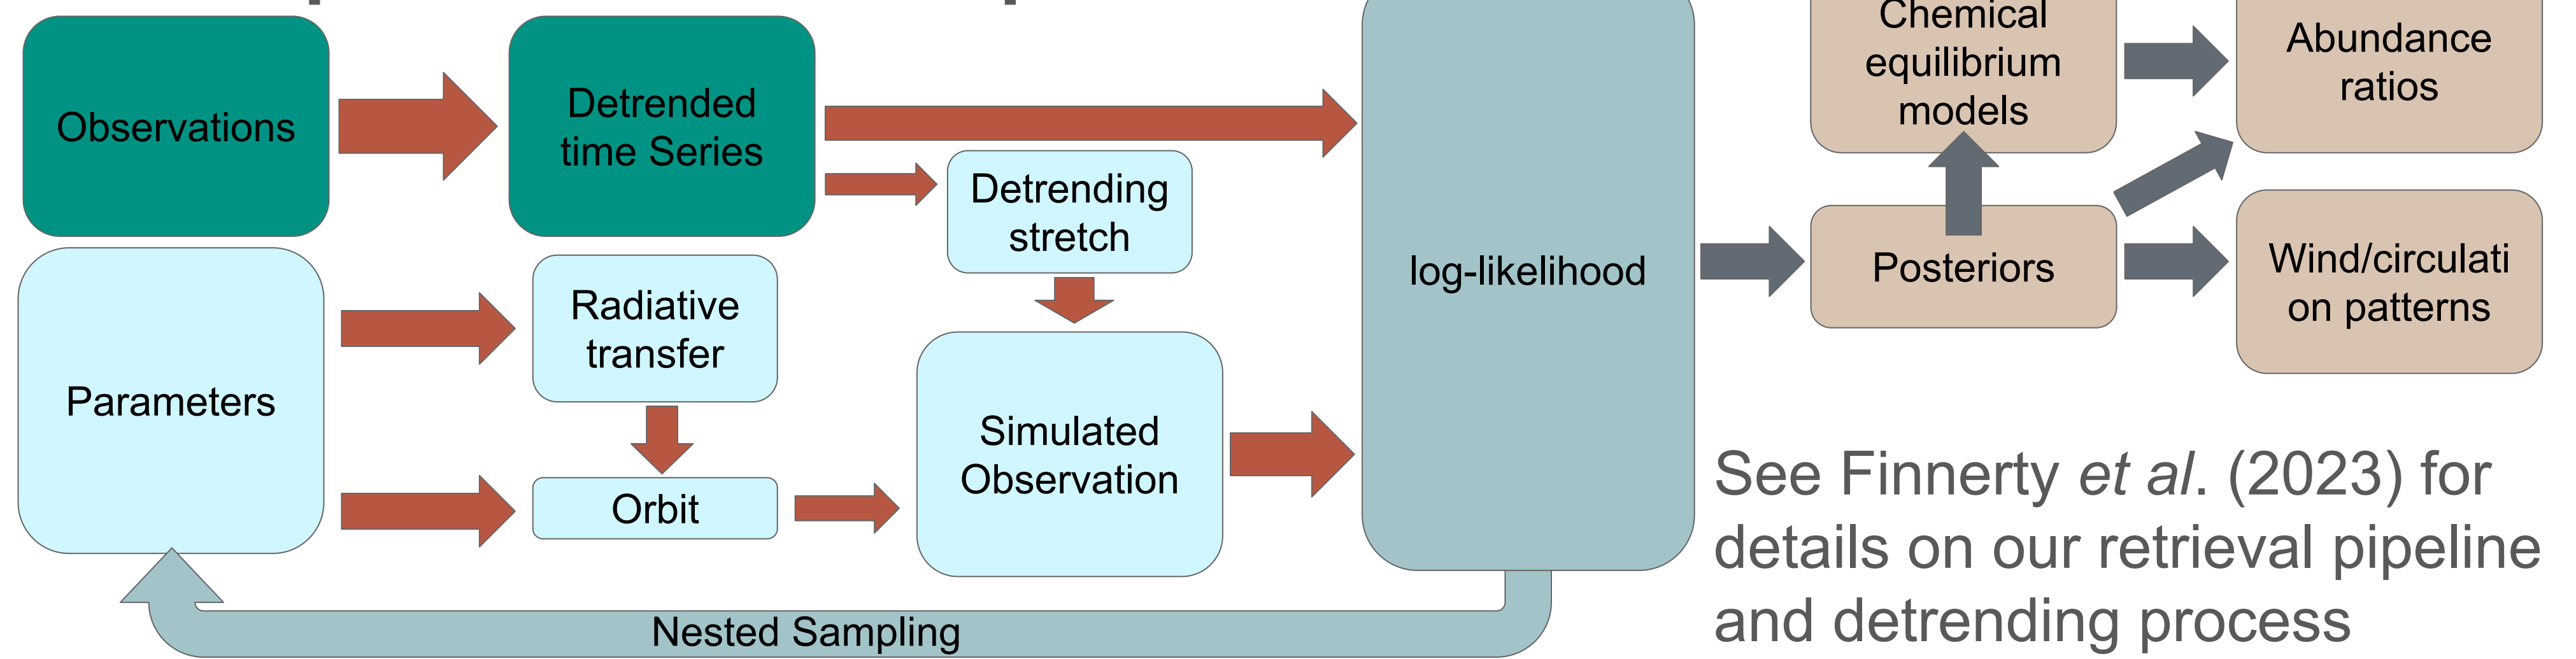 Observations
Detrended
time Series
Detrending
stretch
log-likelihood
Chemical
equilibrium
models
Abundance
ratios
Parameters
Radiative
transfer
Orbit
Simulated
Observation
Posteriors
Wind/circulati
on patterns
Nested Sampling
See Finnerty et al. (2023) for
details on our retrieval pipeline
and detrending process